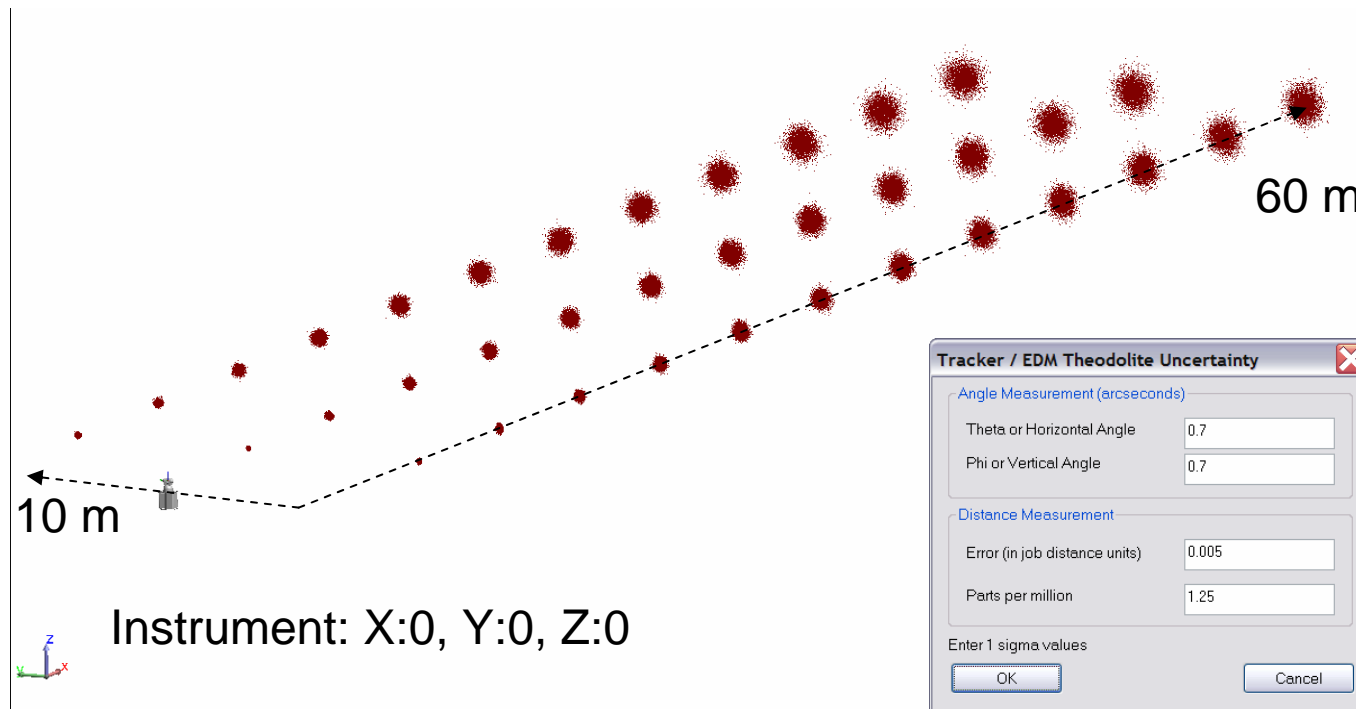 60 m
10 m
Instrument: X:0, Y:0, Z:0
Z
Y
X
Tracker / EDM Theodolite Uncertainty
Angle Measurement (arcseconds)
Theta or Horizontal Angle 0.7
Phi or Vertical Angle 0.7
Distance Measurement
Error (in job distance units) 0.005
Parts per million 1.25
Enter 1 sigma values
OK Cancel